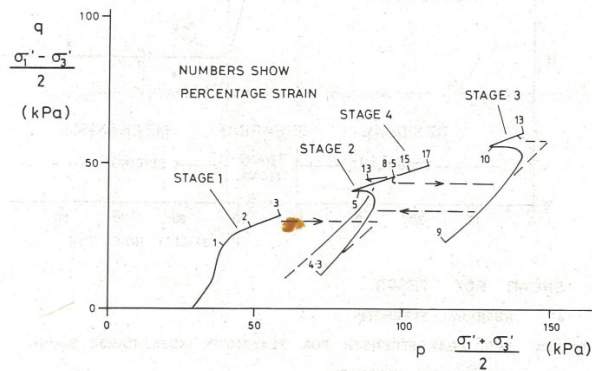 q
σ₁' − σ₃'
2
(kPa)
100
50
0
NUMBERS SHOW
PERCENTAGE STRAIN
STAGE 1
STAGE 2
STAGE 4
STAGE 3
1
2
3
4·3
5
13
8·5
15
17
9
10
13
0
50
100
150
p σ₁' + σ₃' (kPa)
2